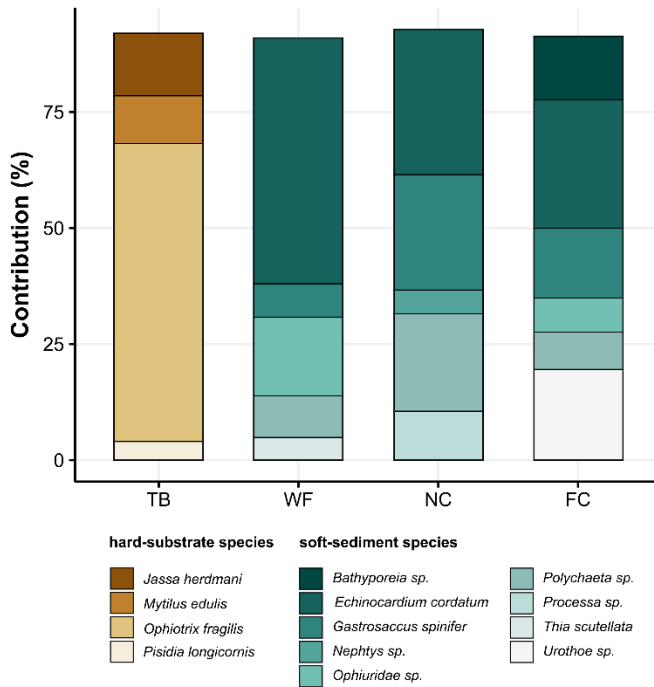 Contribution (%)
75
50
25
0
TB WF NC FC
hard-substrate species
Jassa herdmani
Mytilus edulis
Ophiotrix fragilis
Pisidia longicornis
soft-sediment species
Bathyporeia sp.
Echinocardium cordatum
Gastrosaccus spinifer
Nephtys sp.
Ophiuridae sp.
Polychaeta sp.
Processa sp.
Thia scutellata
Urothoe sp.